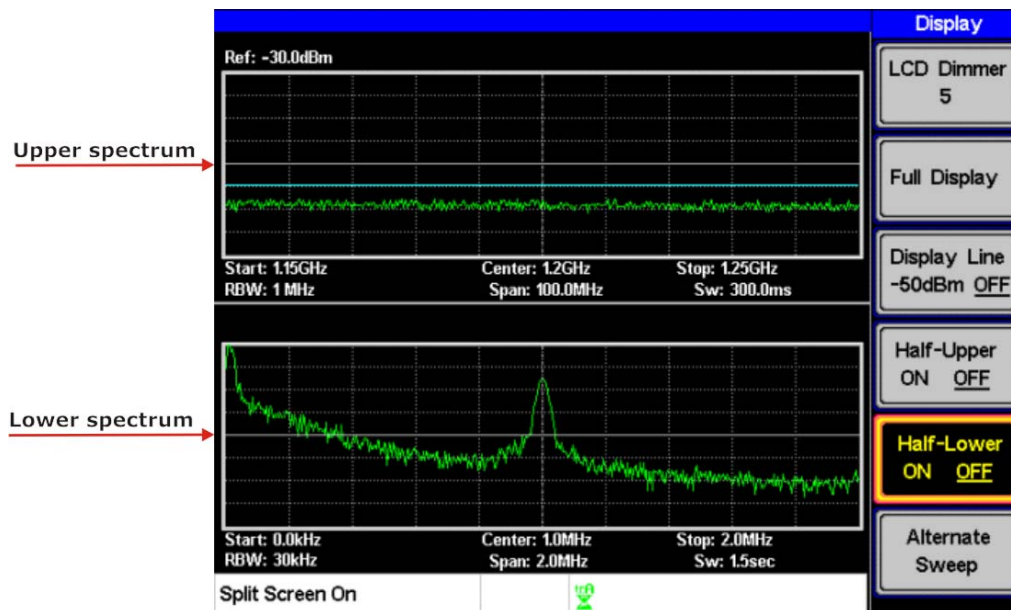 Upper spectrum
Lower spectrum
Ref: -30.0dBm
Start: 1.15GHz Center: 1.2GHz Stop: 1.25GHz
RBW: 1 MHz Span: 100.0MHz Sw: 300.0ms
Start: 0.0kHz Center: 1.0MHz Stop: 2.0MHz
RBW: 30kHz Span: 2.0MHz Sw: 1.5sec
Split Screen On
Display
LCD Dimmer
5
Full Display
Display Line
-50dBm OFF
Half-Upper
ON OFF
Half-Lower
ON OFF
Alternate
Sweep